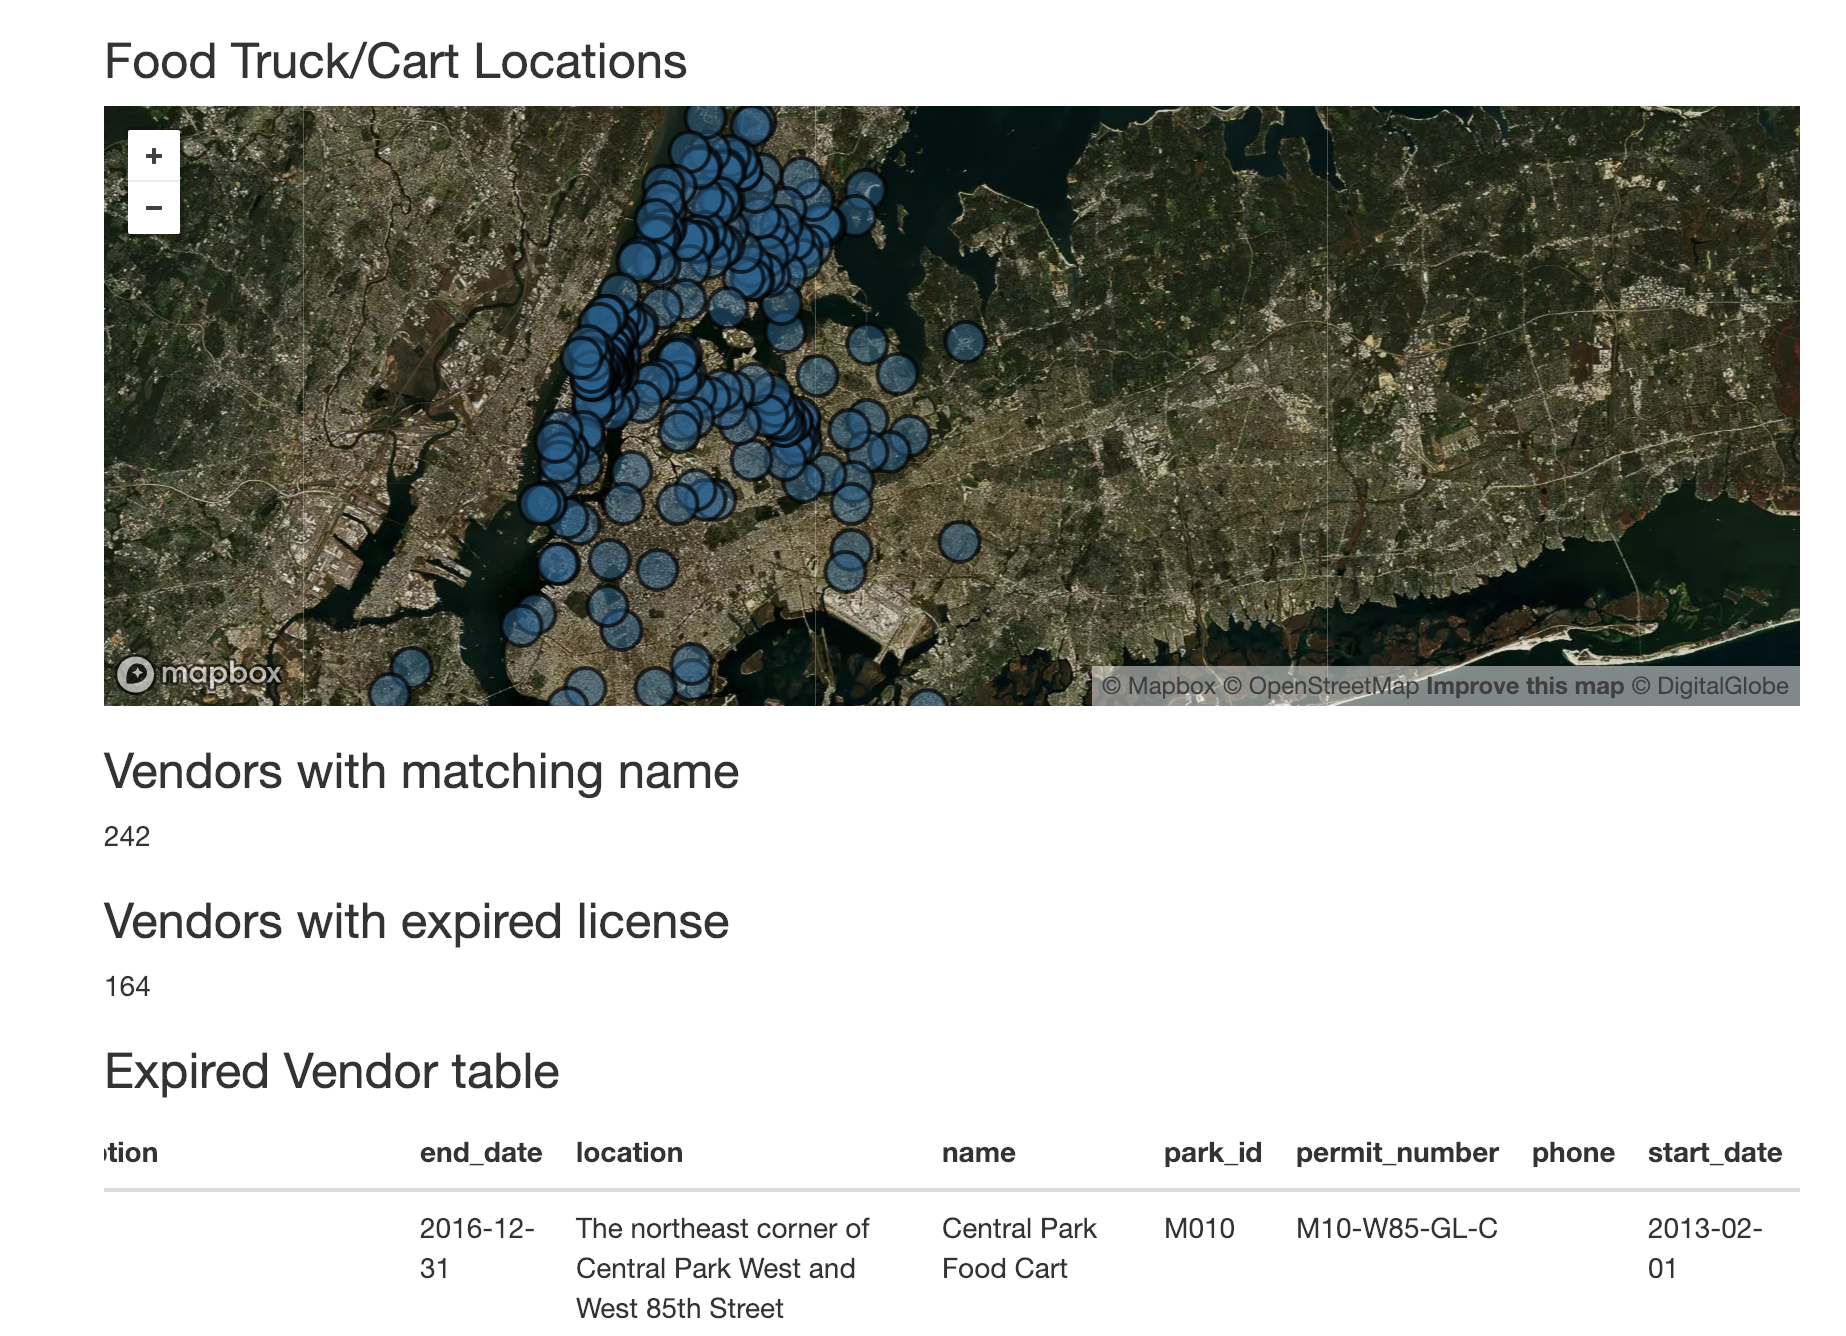 Food Truck/Cart Locations
+
−
mapbox
© Mapbox © OpenStreetMap Improve this map © DigitalGlobe
Vendors with matching name
242
Vendors with expired license
164
Expired Vendor table
tion end_date location name park_id permit_number phone start_date
2016-12- The northeast corner of Central Park M010 M10-W85-GL-C 2013-02-
31 Central Park West and Food Cart 01
West 85th Street